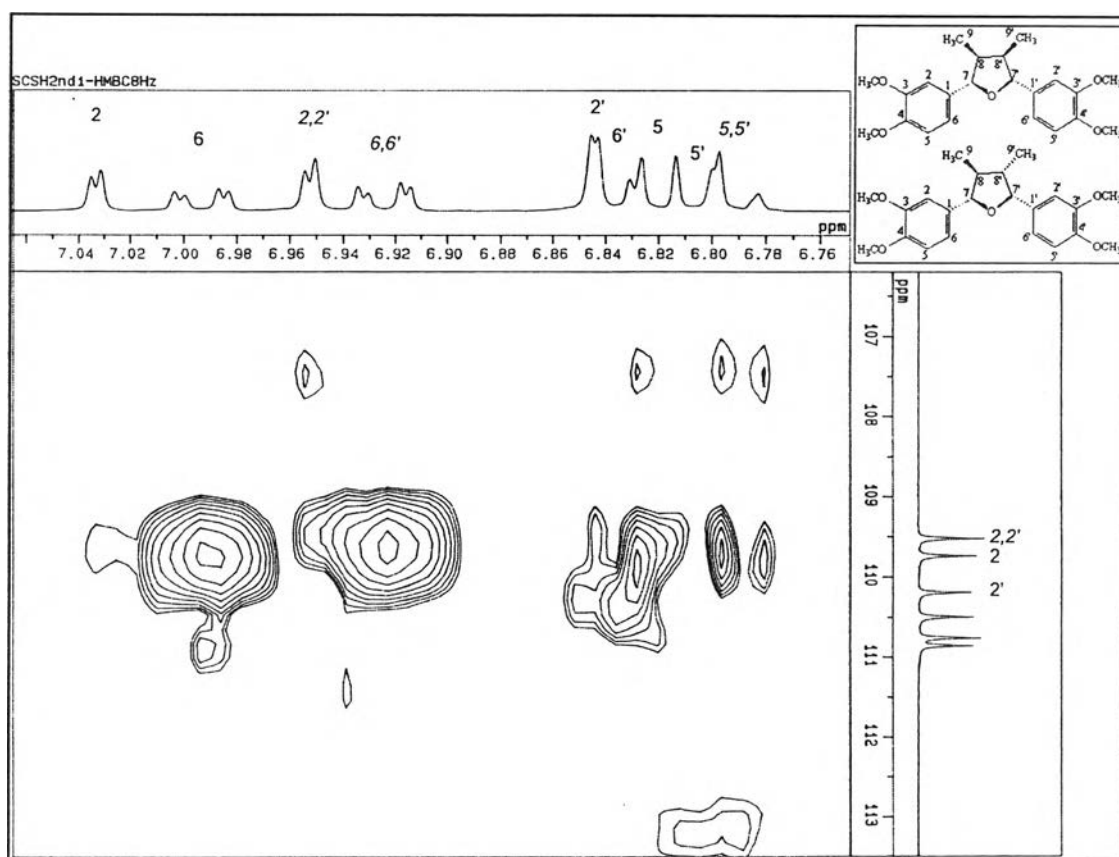 SCSH2ndi-HMBC8Hz
2 6 2,2' 6,6' 2' 6' 5 5' 5,5'
ppm
7.04 7.02 7.00 6.98 6.96 6.94 6.92 6.90 6.88 6.86 6.84 6.82 6.80 6.78 6.76
9 9'
H₃C CH₃
8 8'
H₃CO 3 2 7 7' 1' 2' 3' OCH₃
1 O
H₃CO 4 5 6 6' 5' 4' OCH₃
9 9'
H₃C CH₃
8 8'
H₃CO 3 2 7 7' 1' 2' 3' OCH₃
1 O
H₃CO 4 5 6 6' 5' 4' OCH₃
ppm
107
108
109
110
111
112
113
2,2'
2
2'